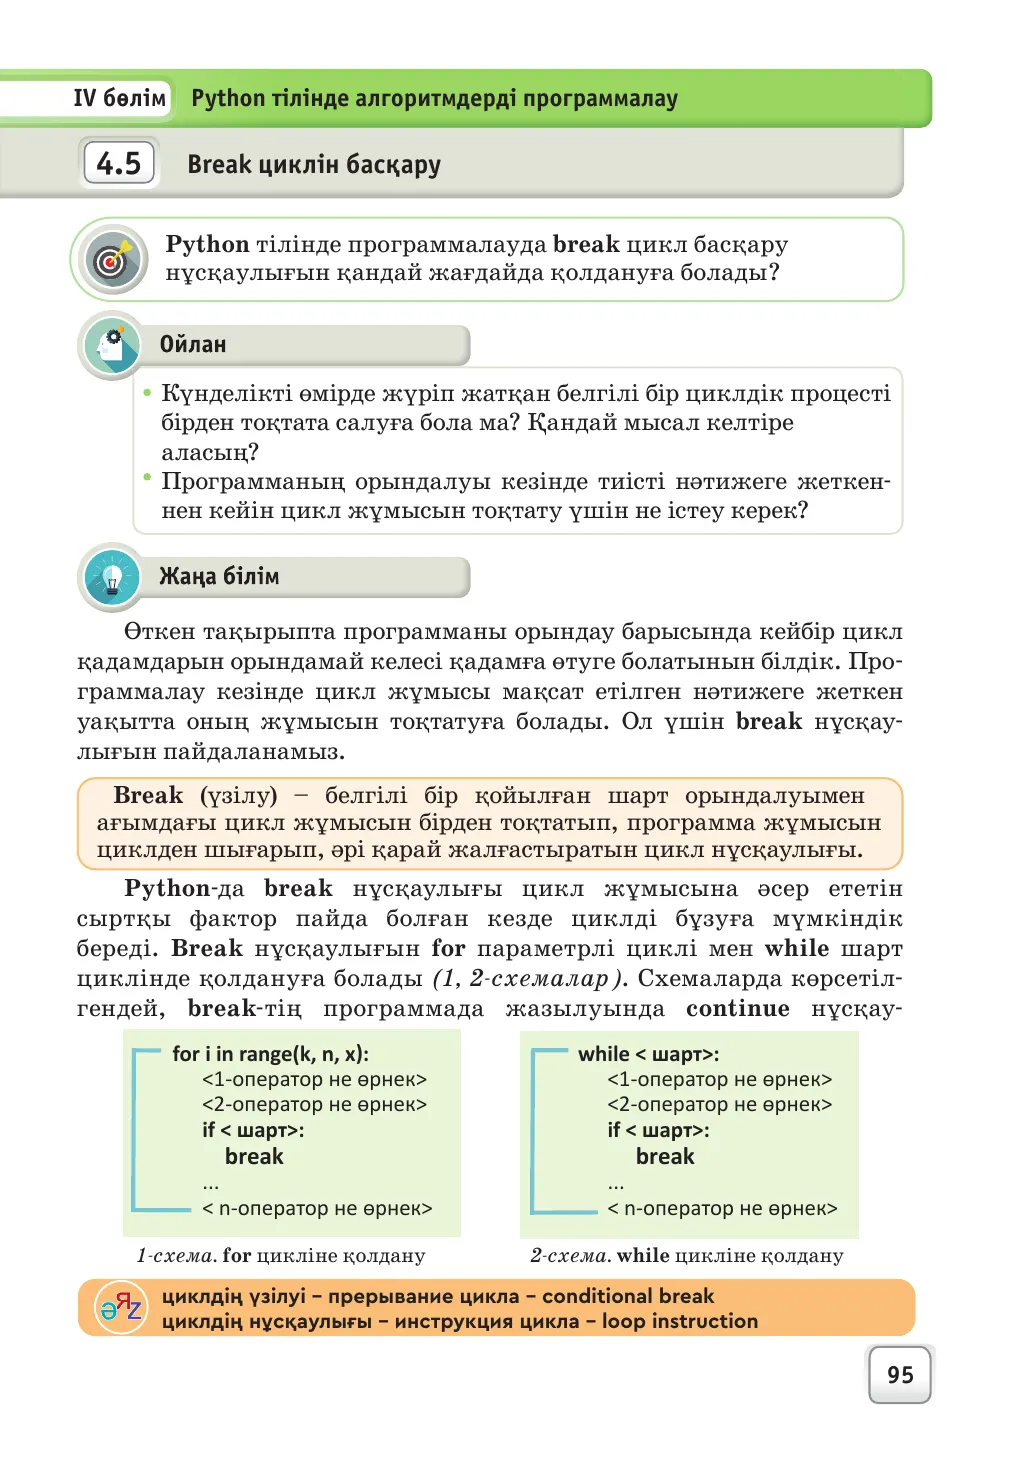 IV бөлім Python тілінде алгоритмдерді программалау
4.5 Break циклін басқару
Python тілінде программалауда break цикл басқару
нұсқаулығын қандай жағдайда қолдануға болады?
Ойлан
• Күнделікті өмірде жүріп жатқан белгілі бір циклдік процесті
бірден тоқтата салуға бола ма? Қандай мысал келтіре
аласың?
• Программаның орындалуы кезінде тиісті нәтижеге жеткен-
нен кейін цикл жұмысын тоқтату үшін не істеу керек?
Жаңа білім
Өткен тақырыпта программаны орындау барысында кейбір цикл
қадамдарын орындамай келесі қадамға өтуге болатынын білдік. Про-
граммалау кезінде цикл жұмысы мақсат етілген нәтижеге жеткен
уақытта оның жұмысын тоқтатуға болады. Ол үшін break нұсқау-
лығын пайдаланамыз.
Break (үзілу) – белгілі бір қойылған шарт орындалуымен
ағымдағы цикл жұмысын бірден тоқтатып, программа жұмысын
циклден шығарып, әрі қарай жалғастыратын цикл нұсқаулығы.
Python-да break нұсқаулығы цикл жұмысына әсер ететін
сыртқы фактор пайда болған кезде циклді бұзуға мүмкіндік
береді. Break нұсқаулығын for параметрлі циклі мен while шарт
циклінде қолдануға болады (1, 2-схемалар). Схемаларда көрсетіл-
гендей, break-тің программада жазылуында continue нұсқау-
for i in range(k, n, x):
<1-оператор не өрнек>
<2-оператор не өрнек>
if < шарт>:
break
...
< n-оператор не өрнек>
1-схема. for цикліне қолдану
while < шарт>:
<1-оператор не өрнек>
<2-оператор не өрнек>
if < шарт>:
break
...
< n-оператор не өрнек>
2-схема. while цикліне қолдану
әЯz
циклдің үзілуі – прерывание цикла – conditional break
циклдің нұсқаулығы – инструкция цикла – loop instruction
95